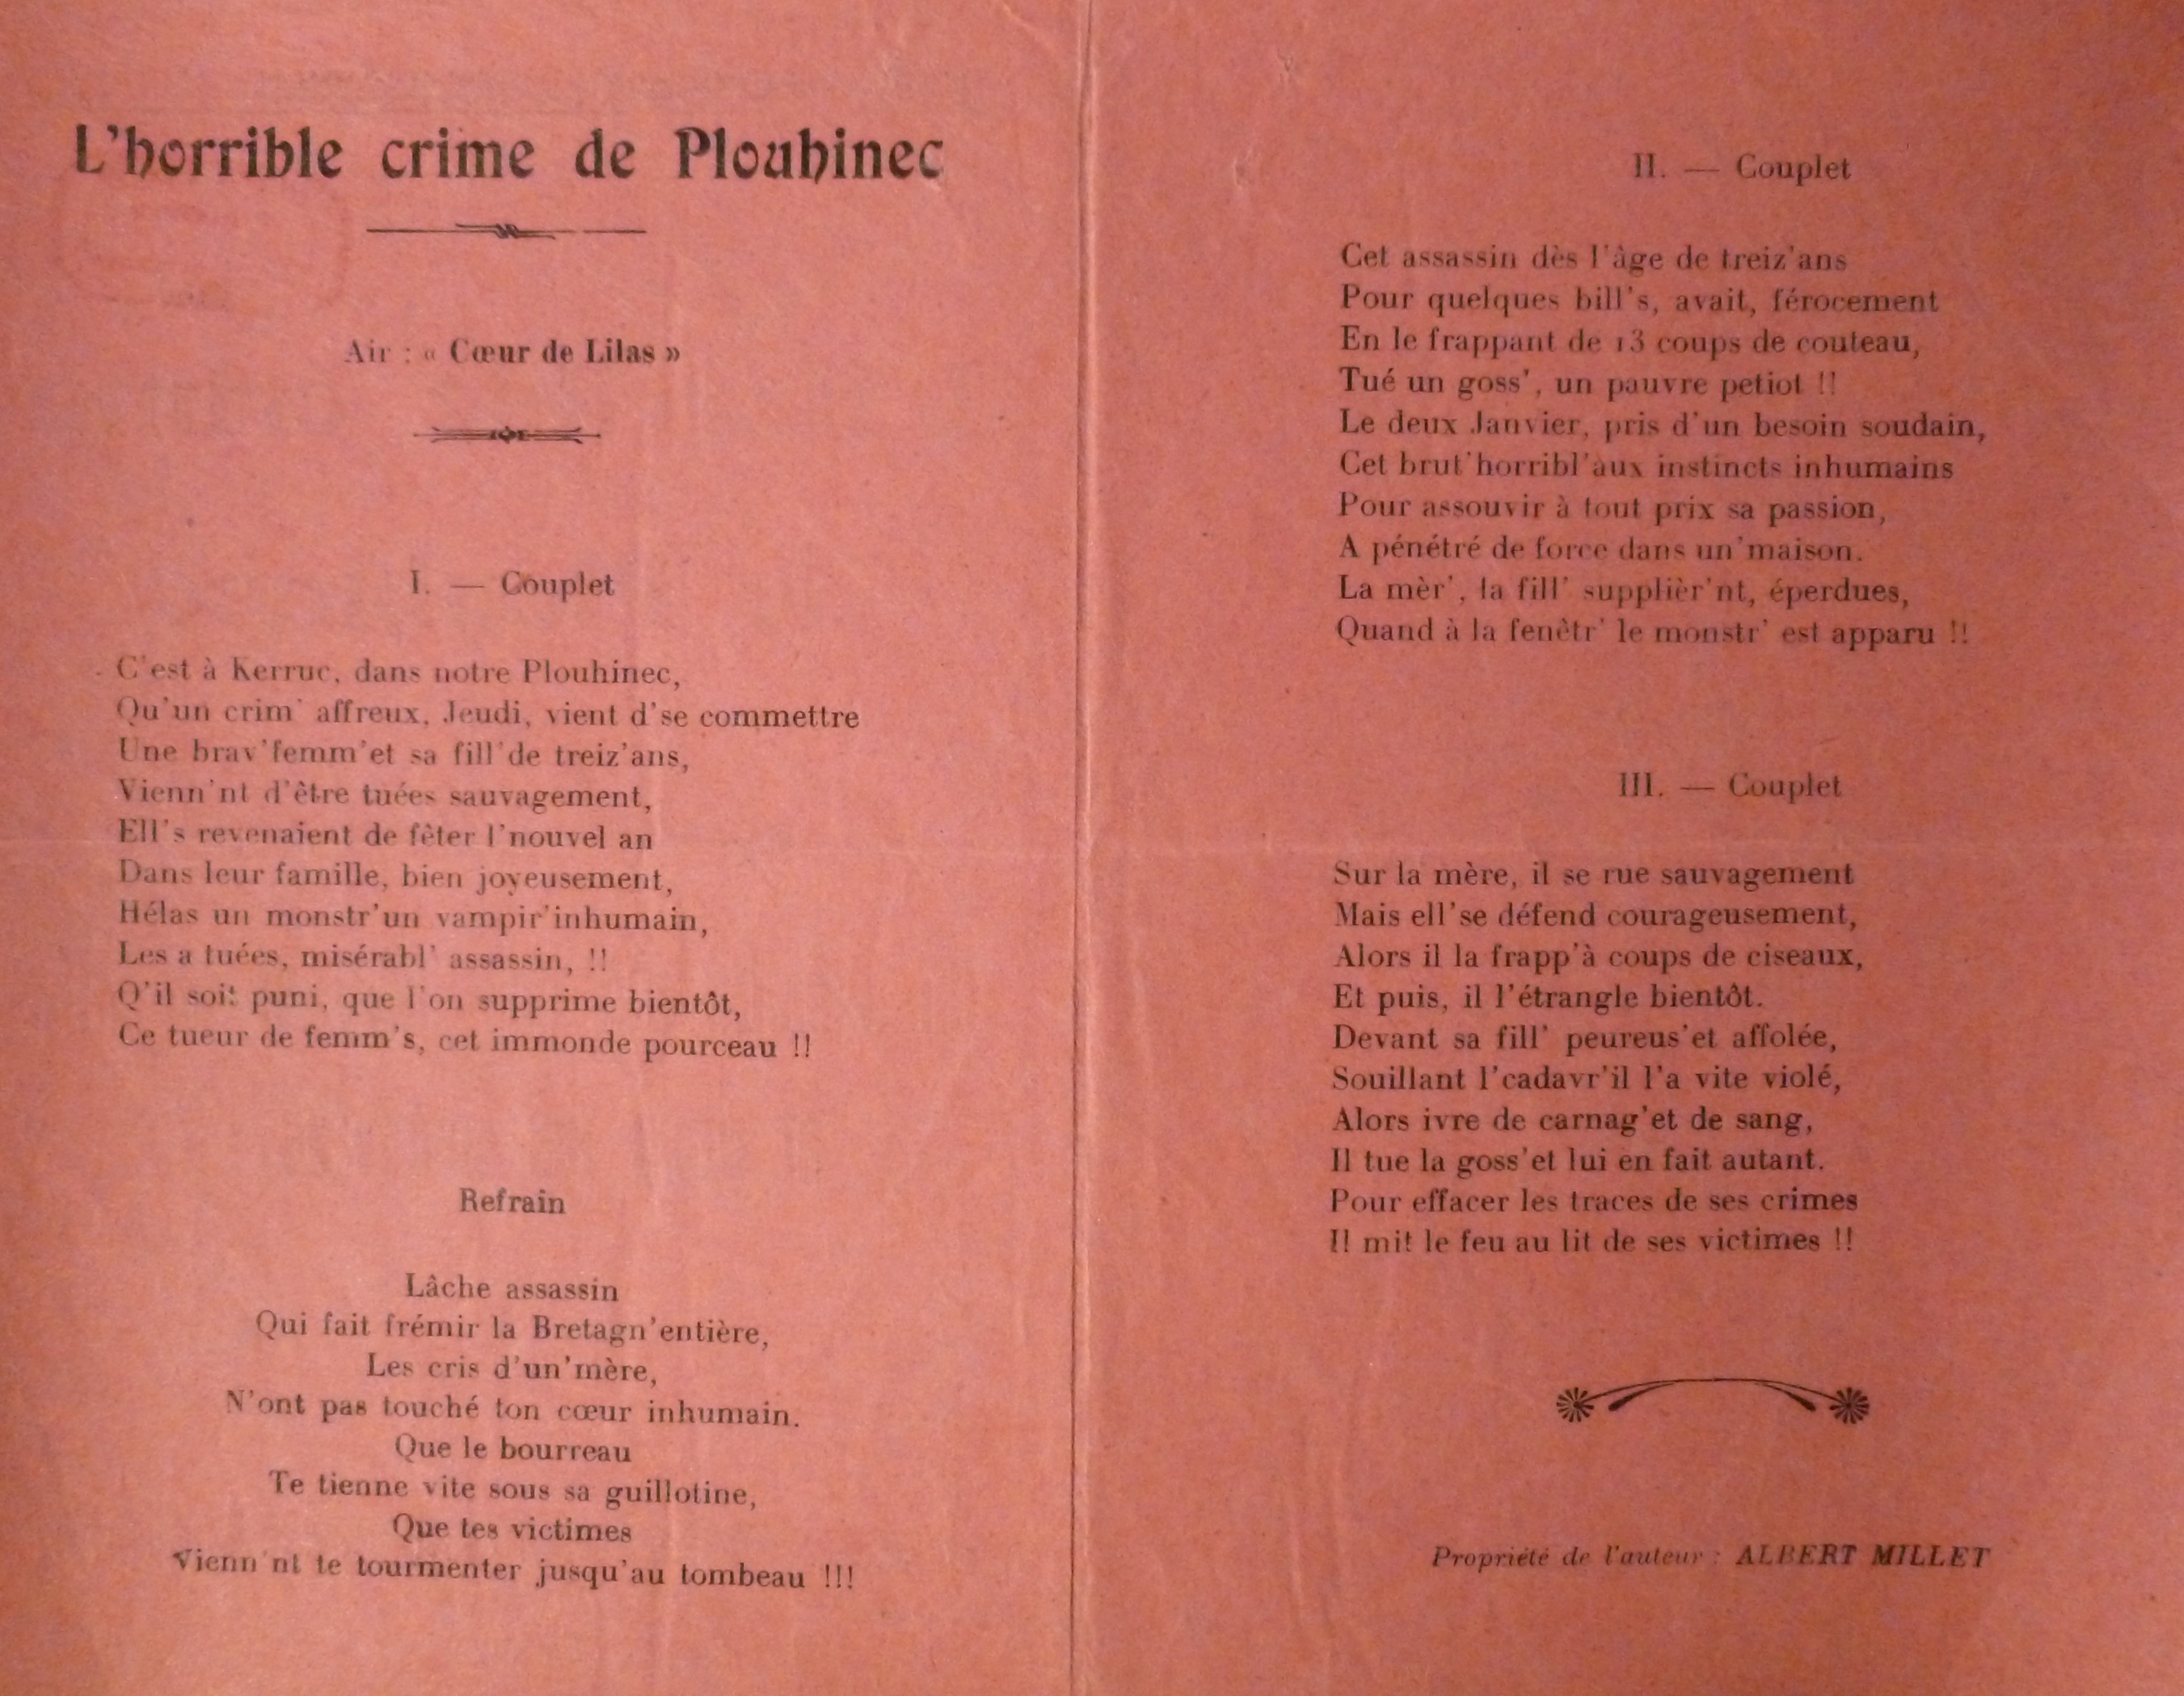 L'horrible crime de Plouhinec
Air : « Cœur de Lilas »
I. — Couplet
C'est à Kerruc, dans notre Plouhinec,
Qu'un crim' affreux, Jeudi, vient d'se commettre
Une brav'femm'et sa fill'de treiz'ans,
Vienn'nt d'être tuées sauvagement,
Ell's revenaient de fêter l'nouvel an
Dans leur famille, bien joyeusement,
Hélas un monstr'un vampir'inhumain,
Les a tuées, misérabl' assassin, !!
Q'il soit puni, que l'on supprime bientôt,
Ce tueur de femm's, cet immonde pourceau !!
Refrain
Lâche assassin
Qui fait frémir la Bretagn'entière,
Les cris d'un'mère,
N'ont pas touché ton cœur inhumain.
Que le bourreau
Te tienne vite sous sa guillotine,
Que tes victimes
Vienn'nt te tourmenter jusqu'au tombeau !!!
II. — Couplet
Cet assassin dès l'âge de treiz'ans
Pour quelques bill's, avait, férocement
En le frappant de 13 coups de couteau,
Tué un goss', un pauvre petiot !!
Le deux Janvier, pris d'un besoin soudain,
Cet brut'horribl'aux instincts inhumains
Pour assouvir à tout prix sa passion,
A pénétré de force dans un'maison.
La mèr', la fill' supplièr'nt, éperdues,
Quand à la fenêtr' le monstr' est apparu !!
III. — Couplet
Sur la mère, il se rue sauvagement
Mais ell'se défend courageusement,
Alors il la frapp'à coups de ciseaux,
Et puis, il l'étrangle bientôt.
Devant sa fill' peureus'et affolée,
Souillant l'cadavr'il l'a vite violé,
Alors ivre de carnag'et de sang,
Il tue la goss'et lui en fait autant.
Pour effacer les traces de ses crimes
Il mit le feu au lit de ses victimes !!
Propriété de l'auteur : ALBERT MILLET